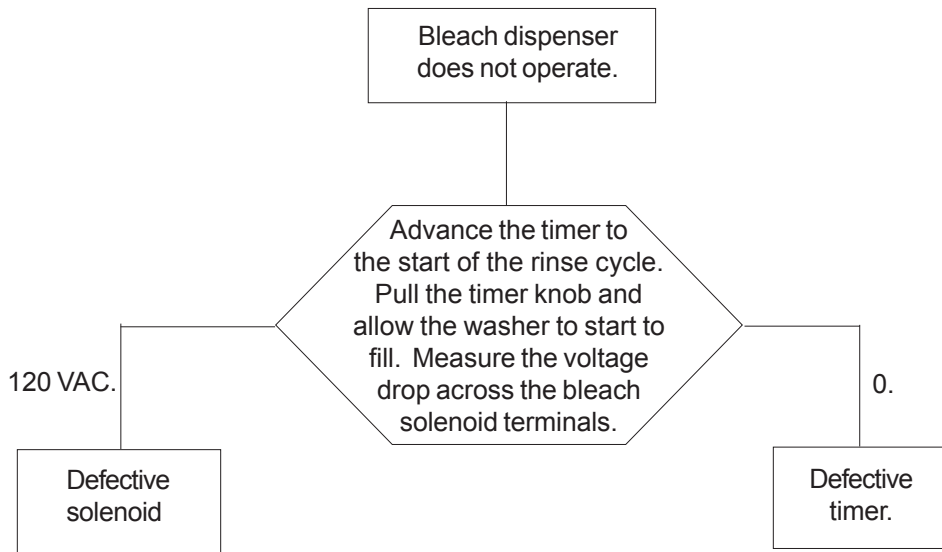 Bleach dispenser
does not operate.
Advance the timer to
the start of the rinse cycle.
Pull the timer knob and
allow the washer to start to
fill. Measure the voltage
drop across the bleach
solenoid terminals.
120 VAC.
0.
Defective
solenoid
Defective
timer.